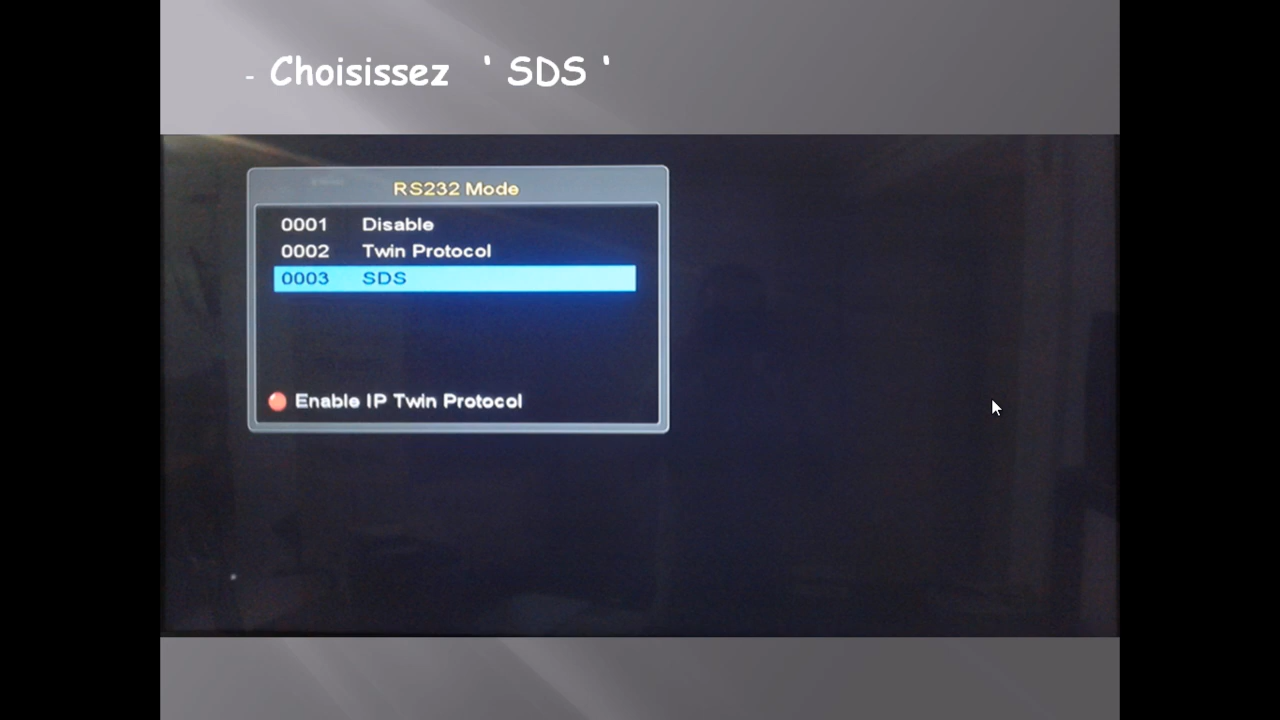 - Choisissez ‘ SDS ‘
RS232 Mode
0001 Disable
0002 Twin Protocol
0003 SDS
Enable IP Twin Protocol